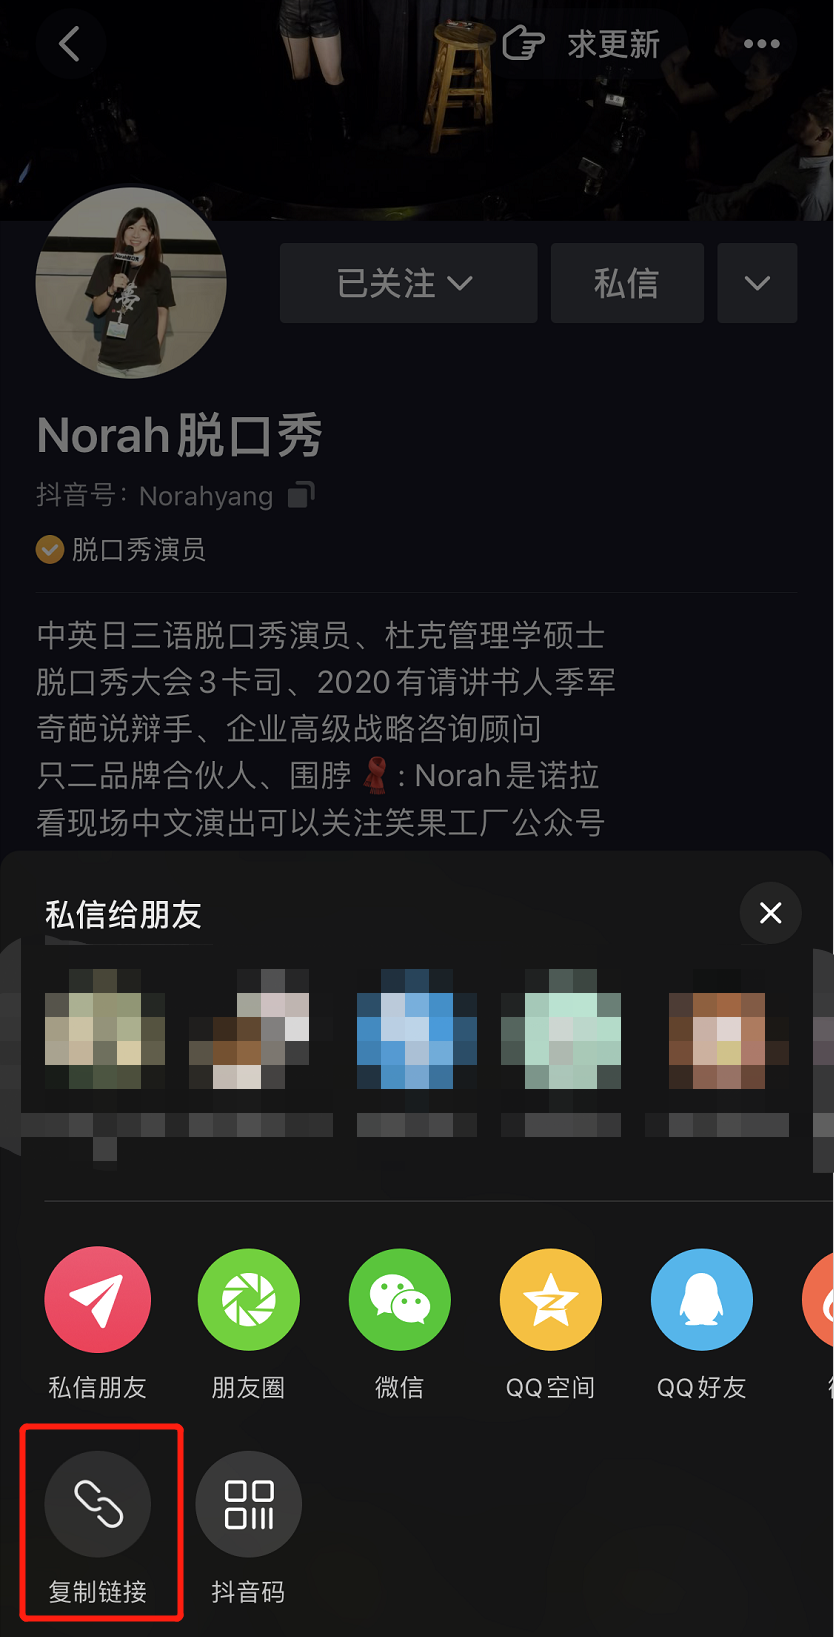 求更新
已关注
私信
Norah脱口秀
抖音号：Norahyang
脱口秀演员
中英日三语脱口秀演员、杜克管理学硕士
脱口秀大会3卡司、2020有请讲书人季军
奇葩说辩手、企业高级战略咨询顾问
只二品牌合伙人、围脖🧣: Norah是诺拉
看现场中文演出可以关注笑果工厂公众号
私信给朋友
私信朋友
朋友圈
微信
QQ空间
QQ好友
复制链接
抖音码